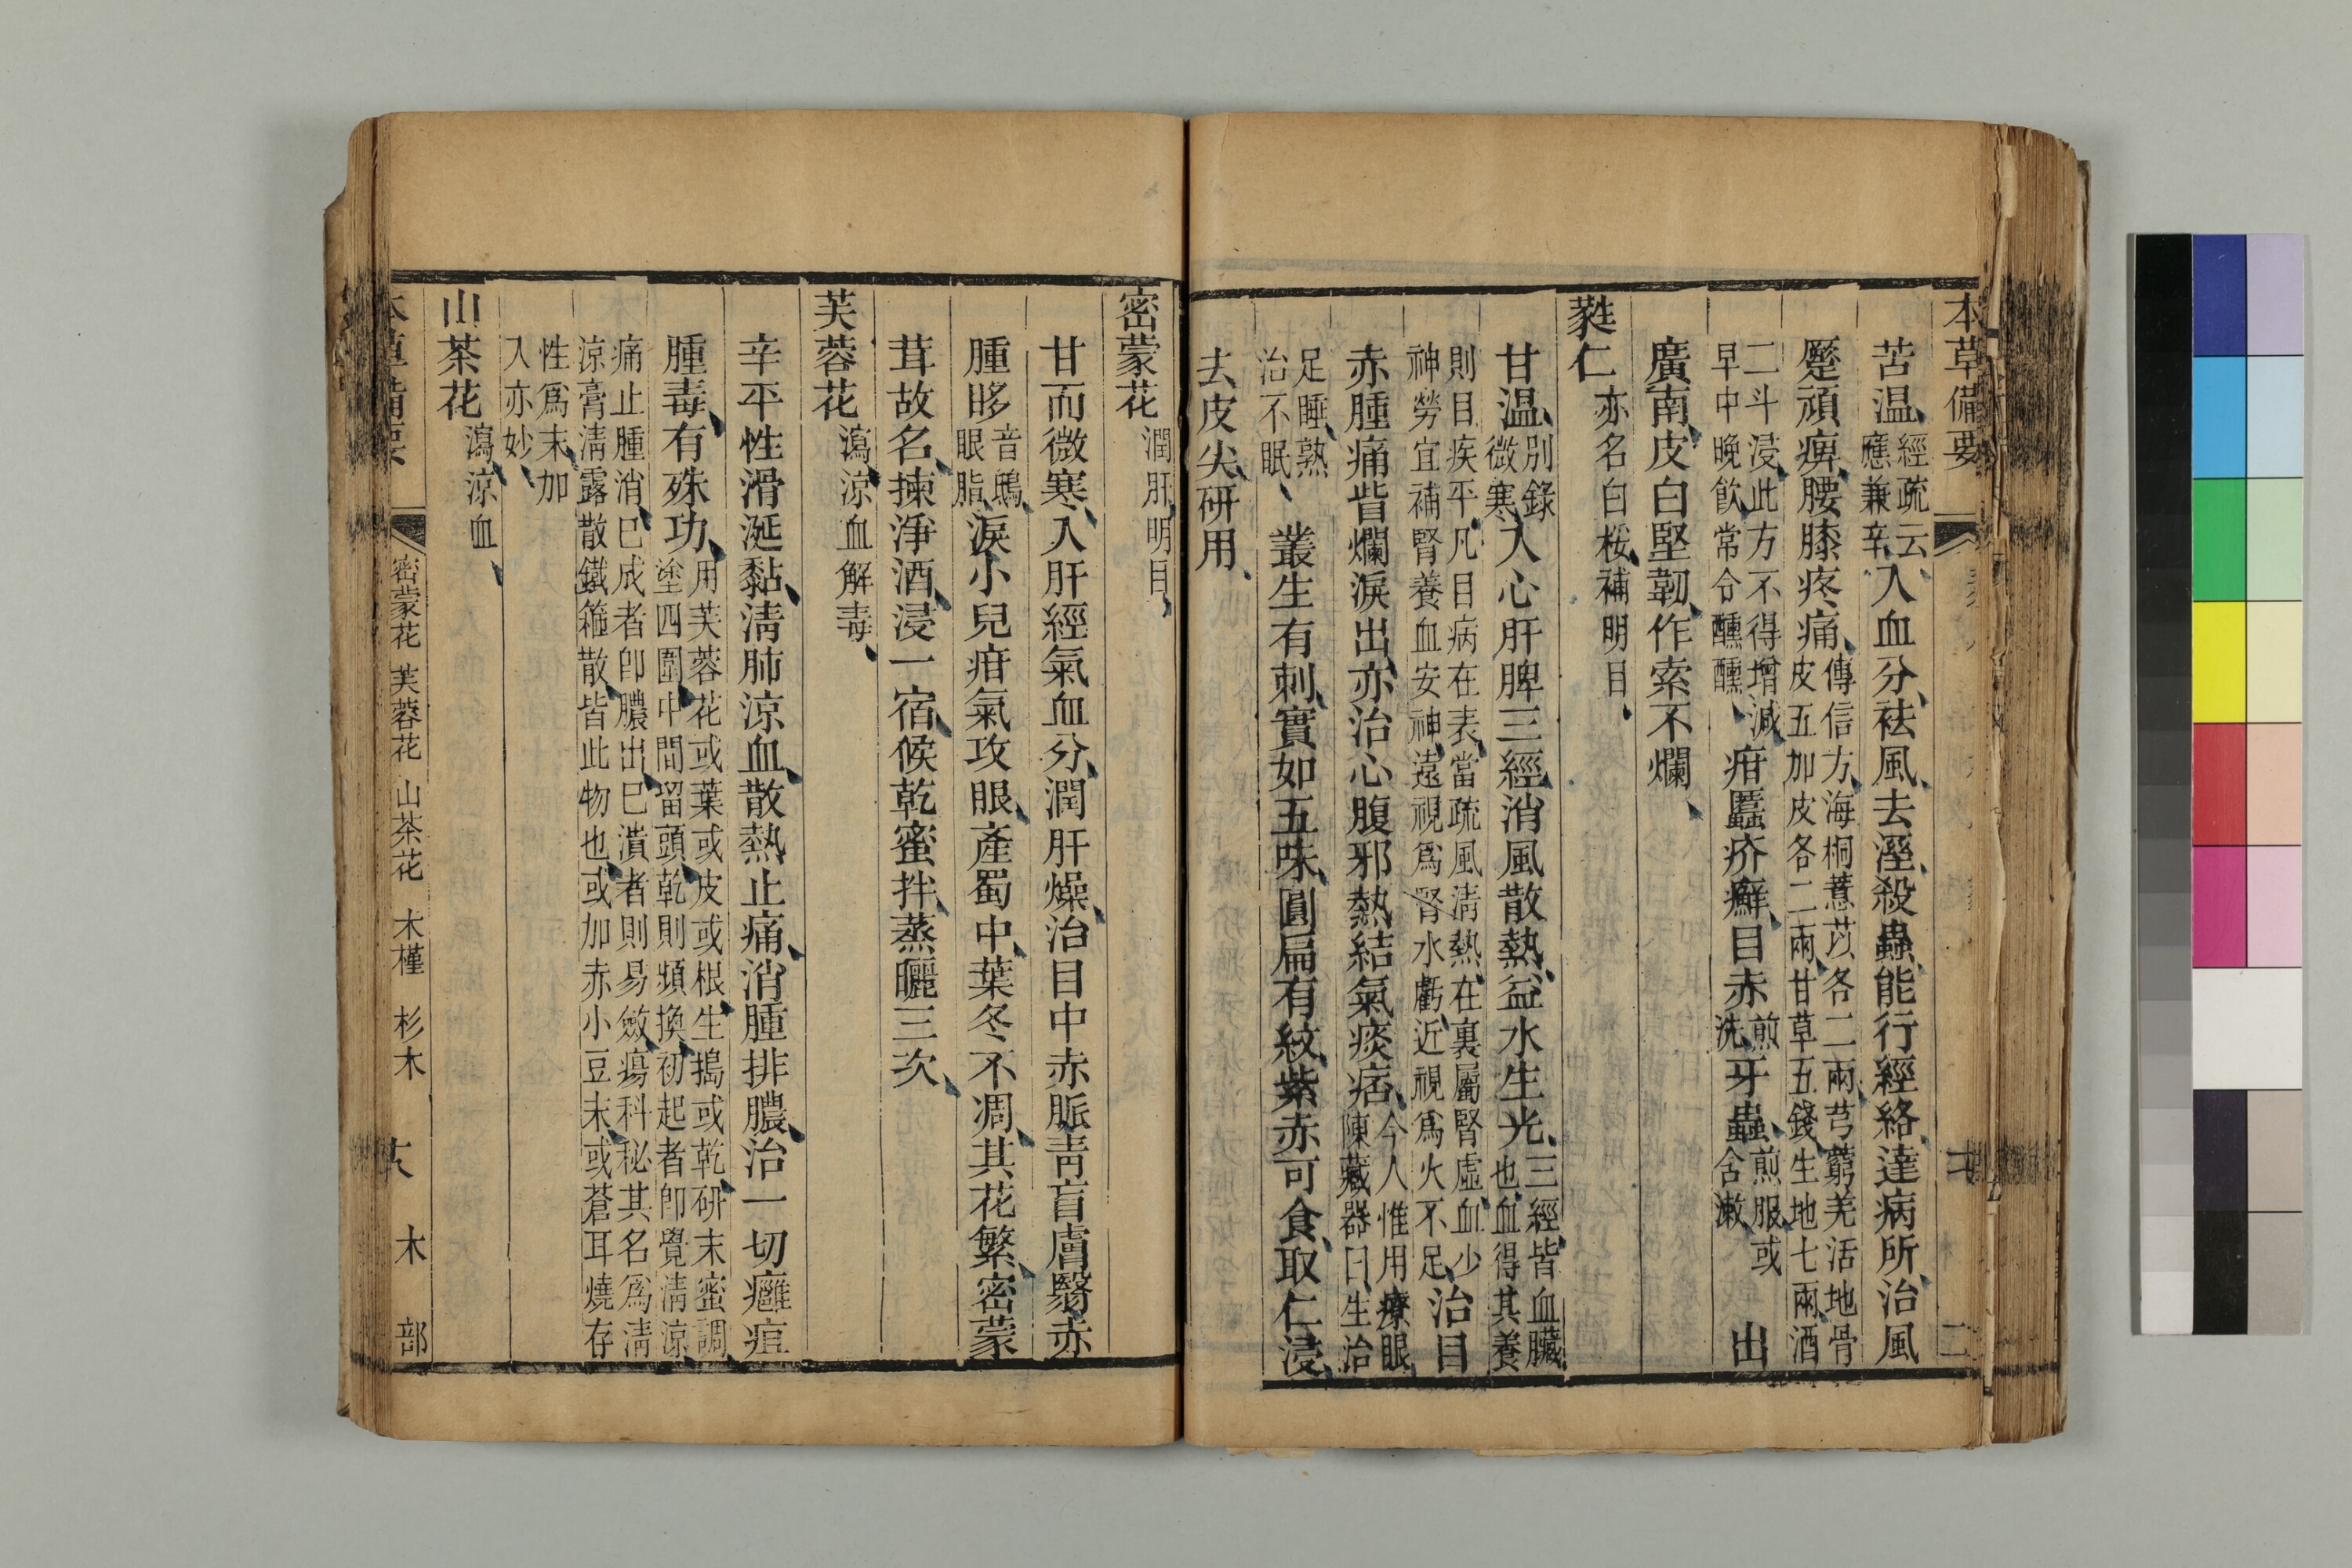 本草備要
苦温、經疏云應兼辛、入血分、袪風、去溼殺蟲、能行經絡、達病所、治風
蹷頑痹、腰膝疼痛、傳信方、海桐薏苡各二兩、芎藭羌活地骨皮五加皮各二兩、甘草五錢、生地七兩、酒
二斗浸、此方不得增減、早中晚飮常令醺醺、疳䘌疥癬、目赤煎洗牙蟲、煎服或含漱、出
廣南、皮白堅韌、作索不爛、
蕤仁亦名白桵、補明目、
甘温、別錄微寒、入心肝脾三經、消風散熱、益水生光、三經皆血臟也、血得其養
則目疾平、凡目病在表、當疏風淸熱、在裏屬腎虛、血少神勞、宜補腎養血安神、遠視爲腎水虧、近視爲火不足、治目
赤腫痛眥爛淚出、亦治心腹邪熱結氣痰痞、今人惟用療眼、陳藏器曰、生治
足睡、熟治不眠、叢生有刺、實如五味、圓扁有紋、紫赤可食、取仁浸、
去皮尖、研用、
密蒙花潤肝明目、
甘而微寒、入肝經氣血分、潤肝燥、治目中赤脈靑盲膚翳、赤
腫眵音鴟、眼脂、淚、小兒疳氣攻眼、產蜀中、葉冬不凋、其花繁、密蒙
茸故名、揀淨、酒、浸一宿、候乾、蜜拌、蒸曬三次、
芙蓉花瀉涼血解毒、
辛平性滑涎黏、淸肺涼血、散熱止痛、消腫排膿、治一切癰疽
腫毒、有殊功、用芙蓉花或葉或皮或根、生搗或乾、研末蜜調、塗四圍、中間留頭、乾則頻換、初起者卽覺淸涼、
痛止腫消、已成者卽膿出、已潰者則易斂、瘍科秘其名爲淸涼膏淸露散鐵箍散、皆此物也、或加赤小豆末、或蒼耳燒存
性爲末、加入亦妙、
山茶花瀉、涼血、
密蒙花 芙蓉花 山茶花 木槿 杉木 木部